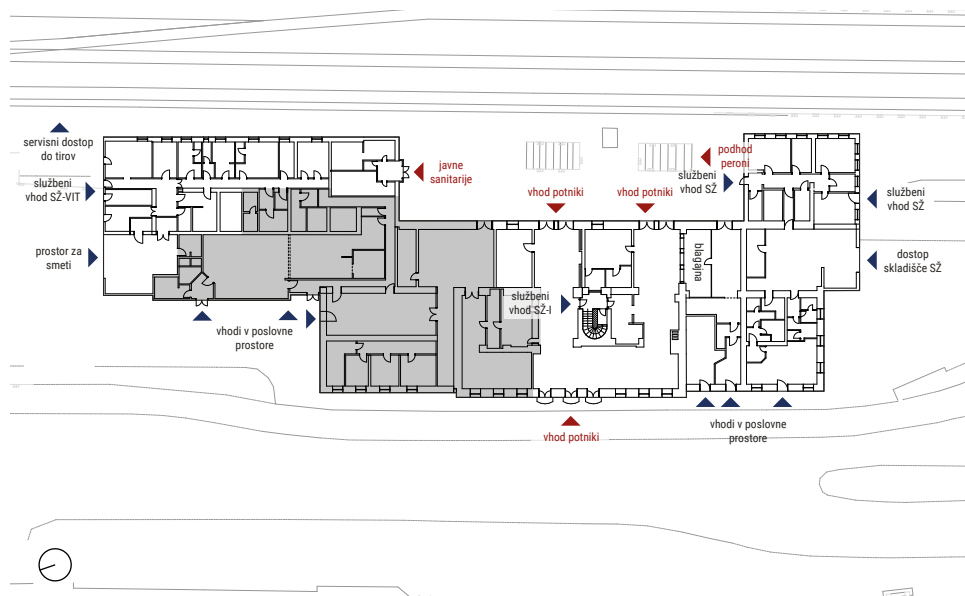 servisni dostop
do tirov
službeni
vhod SŽ-VIT
prostor za
smeti
javne
sanitarije
vhod potniki
vhod potniki
podhod
peroni
službeni
vhod SŽ
službeni
vhod SŽ
dostop
skladišče SŽ
blagajna
službeni
vhod SŽ-I
vhodi v poslovne
prostore
vhod potniki
vhodi v poslovne
prostore